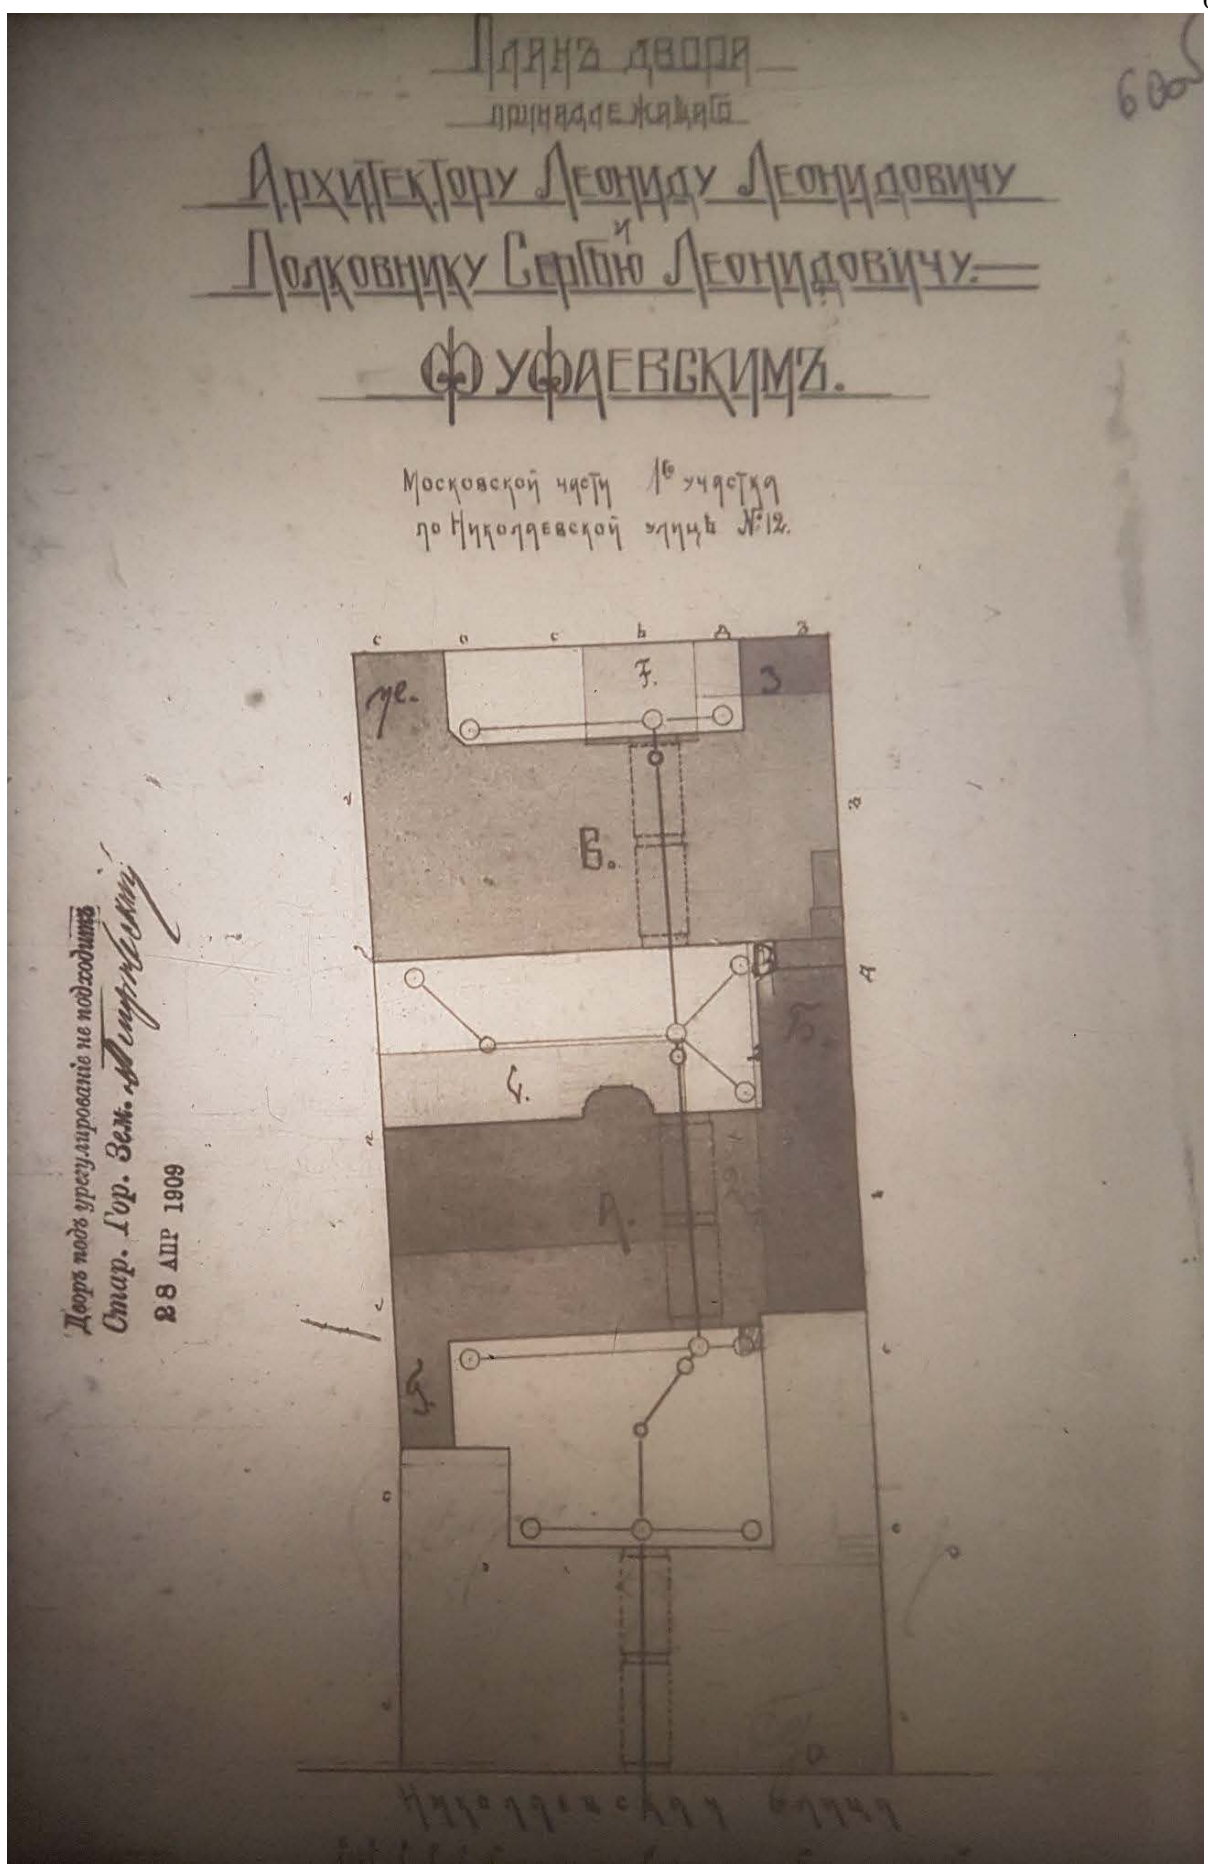 Планъ двора
принадлежащаго
Архитектору Леониду Леонидовичу
и
Полковнику Сергѣю Леонидовичу.
Фуфаевскимъ.
Московской части 1го участка
по Николаевской улицѣ №12.
600
с о с ь д з
Ж.
F.
З
Б.
В
С.
А.
Дворъ подъ урегулированіе не подходитъ
Стар. Гор. Зем.
28 АПР 1909
Николаевская улица